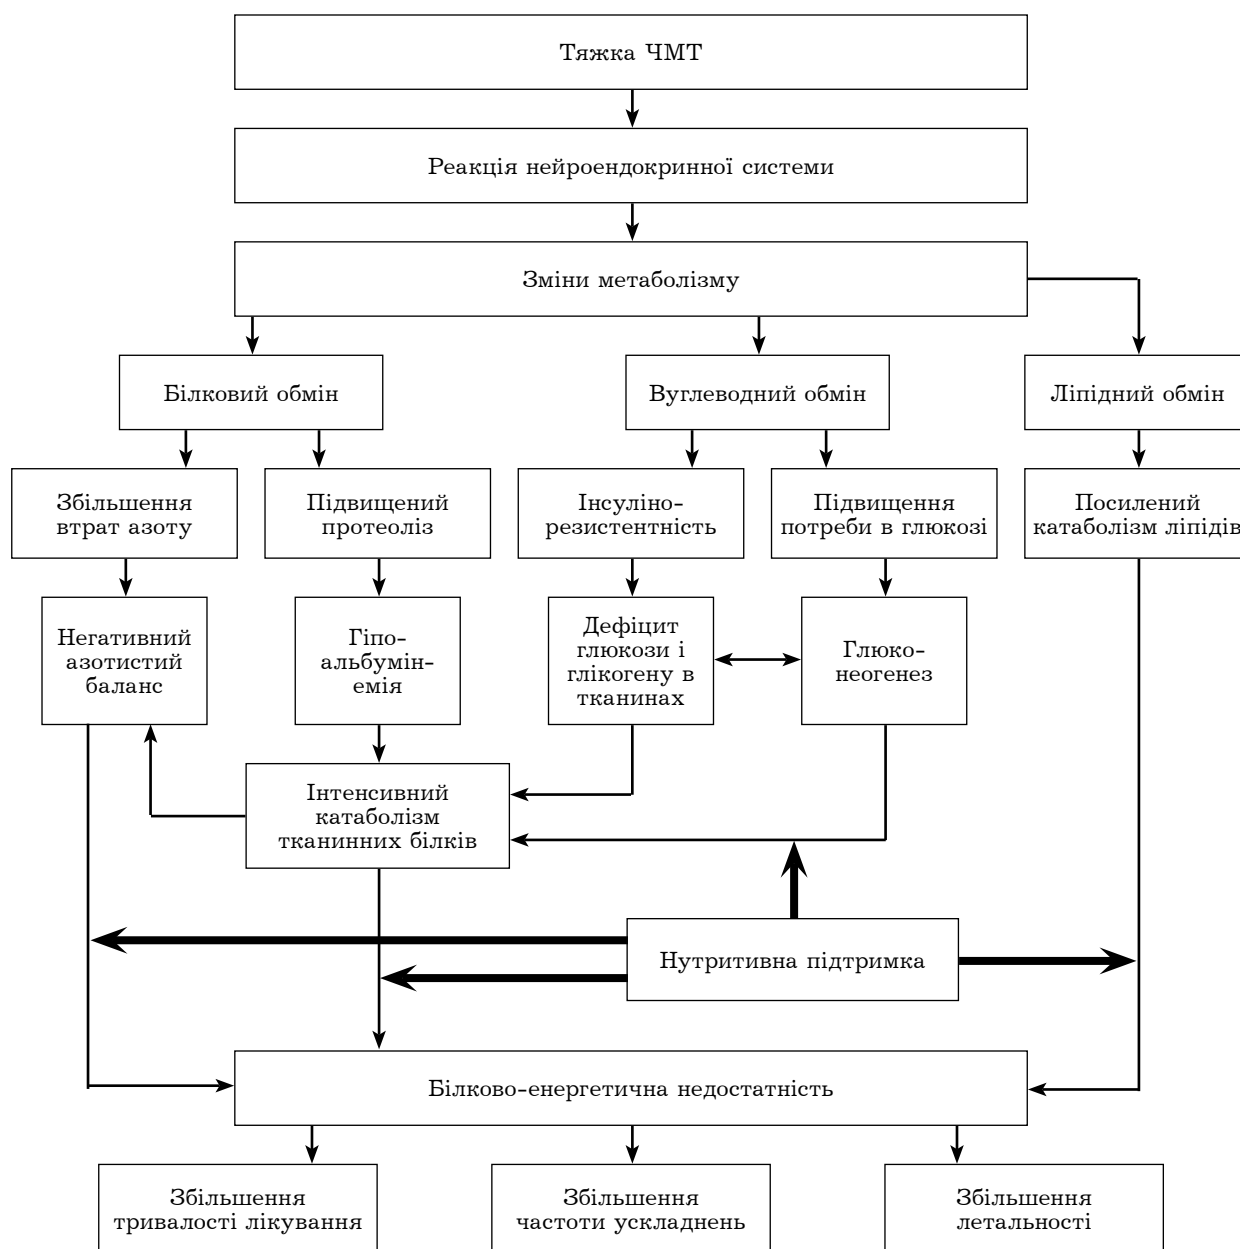 Тяжка ЧМТ
Реакція нейроендокринної системи
Зміни метаболізму
Білковий обмін
Вуглеводний обмін
Ліпідний обмін
Збільшення
втрат азоту
Підвищений
протеоліз
Інсуліно-
резистентність
Підвищення
потреби в глюкозі
Посилений
катаболізм ліпідів
Негативний
азотистий
баланс
Гіпо-
альбумін-
емія
Дефіцит
глюкози і
глікогену в
тканинах
Глюко-
неогенез
Інтенсивний
катаболізм
тканинних білків
Нутритивна підтримка
Білково-енергетична недостатність
Збільшення
тривалості лікування
Збільшення
частоти ускладнень
Збільшення
летальності